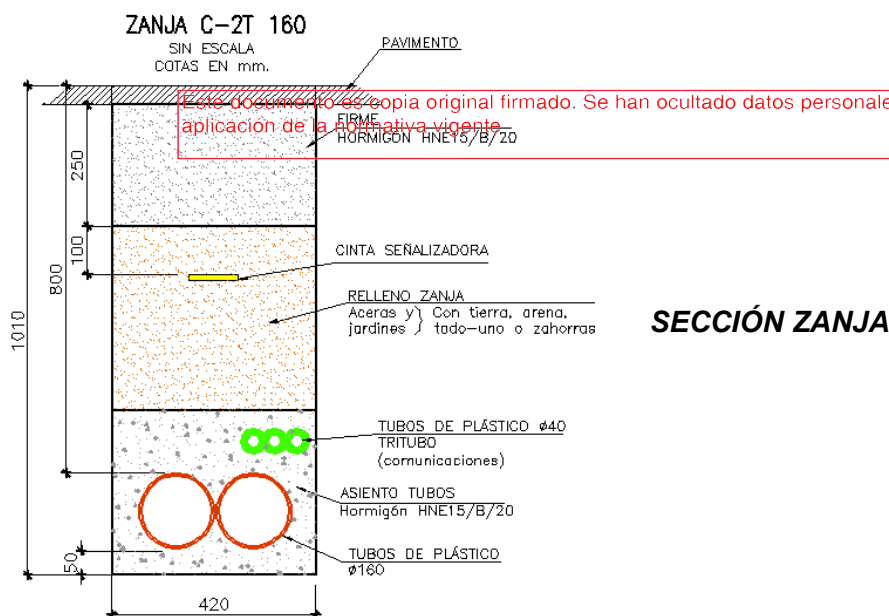 ZANJA C-2T 160
SIN ESCALA
COTAS EN mm.
PAVIMENTO
Este documento es copia original firmado. Se han ocultado datos personale
aplicación de la normativa vigente
FIRME
HORMIGÓN HNE15/B/20
250
100
800
1010
CINTA SEÑALIZADORA
RELLENO ZANJA
Aceras y } Con tierra, arena,
jardines } todo-uno o zahorras
SECCIÓN ZANJA
TUBOS DE PLÁSTICO ø40
TRITUBO
(comunicaciones)
ASIENTO TUBOS
Hormigón HNE15/B/20
TUBOS DE PLÁSTICO
ø160
50
420